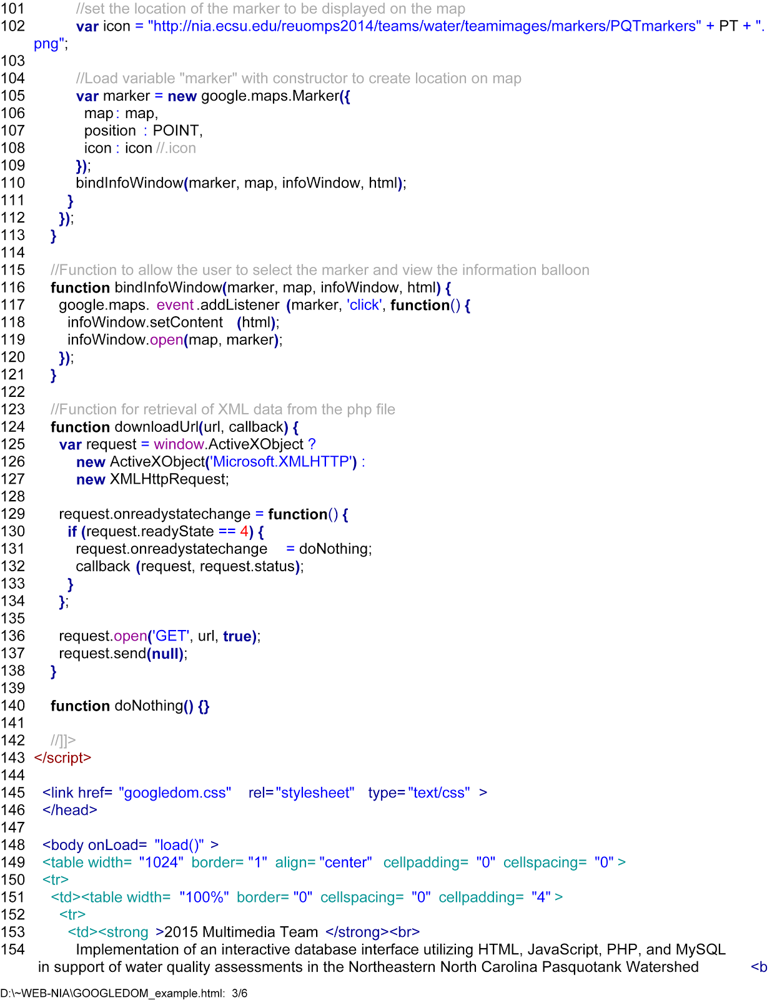 101 //set the location of the marker to be displayed on the map
102 var icon = "http://nia.ecsu.edu/reuomps2014/teams/water/teamimages/markers/PQTmarkers" + PT + ".
png";
103
104 //Load variable "marker" with constructor to create location on map
105 var marker = new google.maps.Marker({
106 map : map,
107 position : POINT,
108 icon : icon //.icon
109 });
110 bindInfoWindow(marker, map, infoWindow, html);
111 }
112 });
113 }
114
115 //Function to allow the user to select the marker and view the information balloon
116 function bindInfoWindow(marker, map, infoWindow, html) {
117 google.maps. event .addListener (marker, 'click', function() {
118 infoWindow.setContent (html);
119 infoWindow.open(map, marker);
120 });
121 }
122
123 //Function for retrieval of XML data from the php file
124 function downloadUrl(url, callback) {
125 var request = window.ActiveXObject ?
126 new ActiveXObject('Microsoft.XMLHTTP') :
127 new XMLHttpRequest;
128
129 request.onreadystatechange = function() {
130 if (request.readyState == 4) {
131 request.onreadystatechange = doNothing;
132 callback (request, request.status);
133 }
134 };
135
136 request.open('GET', url, true);
137 request.send(null);
138 }
139
140 function doNothing() {}
141
142 //]]>
143 </script>
144
145 <link href= "googledom.css" rel="stylesheet" type="text/css" >
146 </head>
147
148 <body onLoad= "load()" >
149 <table width= "1024" border="1" align="center" cellpadding= "0" cellspacing= "0" >
150 <tr>
151 <td><table width= "100%" border="0" cellspacing= "0" cellpadding= "4" >
152 <tr>
153 <td><strong >2015 Multimedia Team </strong><br>
154 Implementation of an interactive database interface utilizing HTML, JavaScript, PHP, and MySQL
in support of water quality assessments in the Northeastern North Carolina Pasquotank Watershed <b
D:\~WEB-NIA\GOOGLEDOM_example.html: 3/6